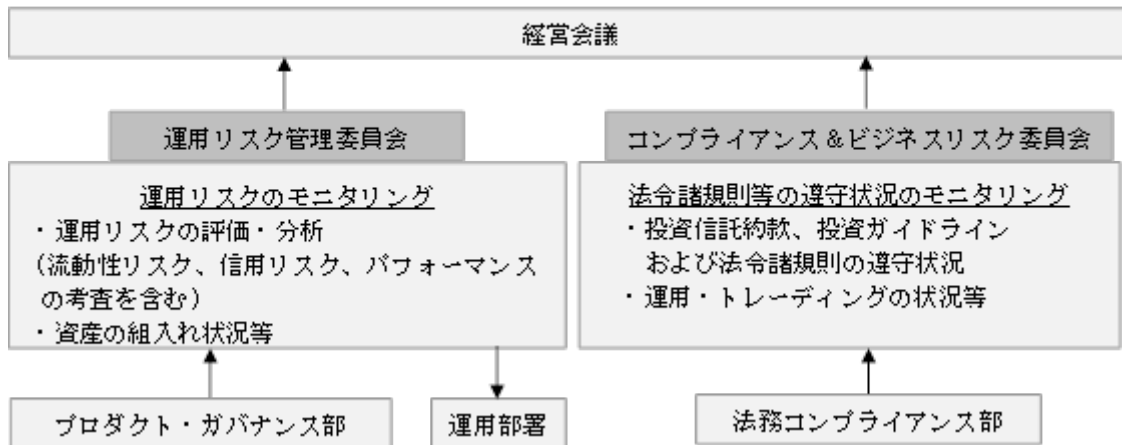 経営会議
運用リスク管理委員会
運用リスクのモニタリング
・運用リスクの評価・分析
(流動性リスク、信用リスク、パフォーマンス
の考査を含む)
・資産の組入れ状況等
コンプライアンス&ビジネスリスク委員会
法令諸規則等の遵守状況のモニタリング
・投資信託約款、投資ガイドライン
および法令諸規則の遵守状況
・運用・トレーディングの状況等
プロダクト・ガバナンス部
運用部署
法務コンプライアンス部